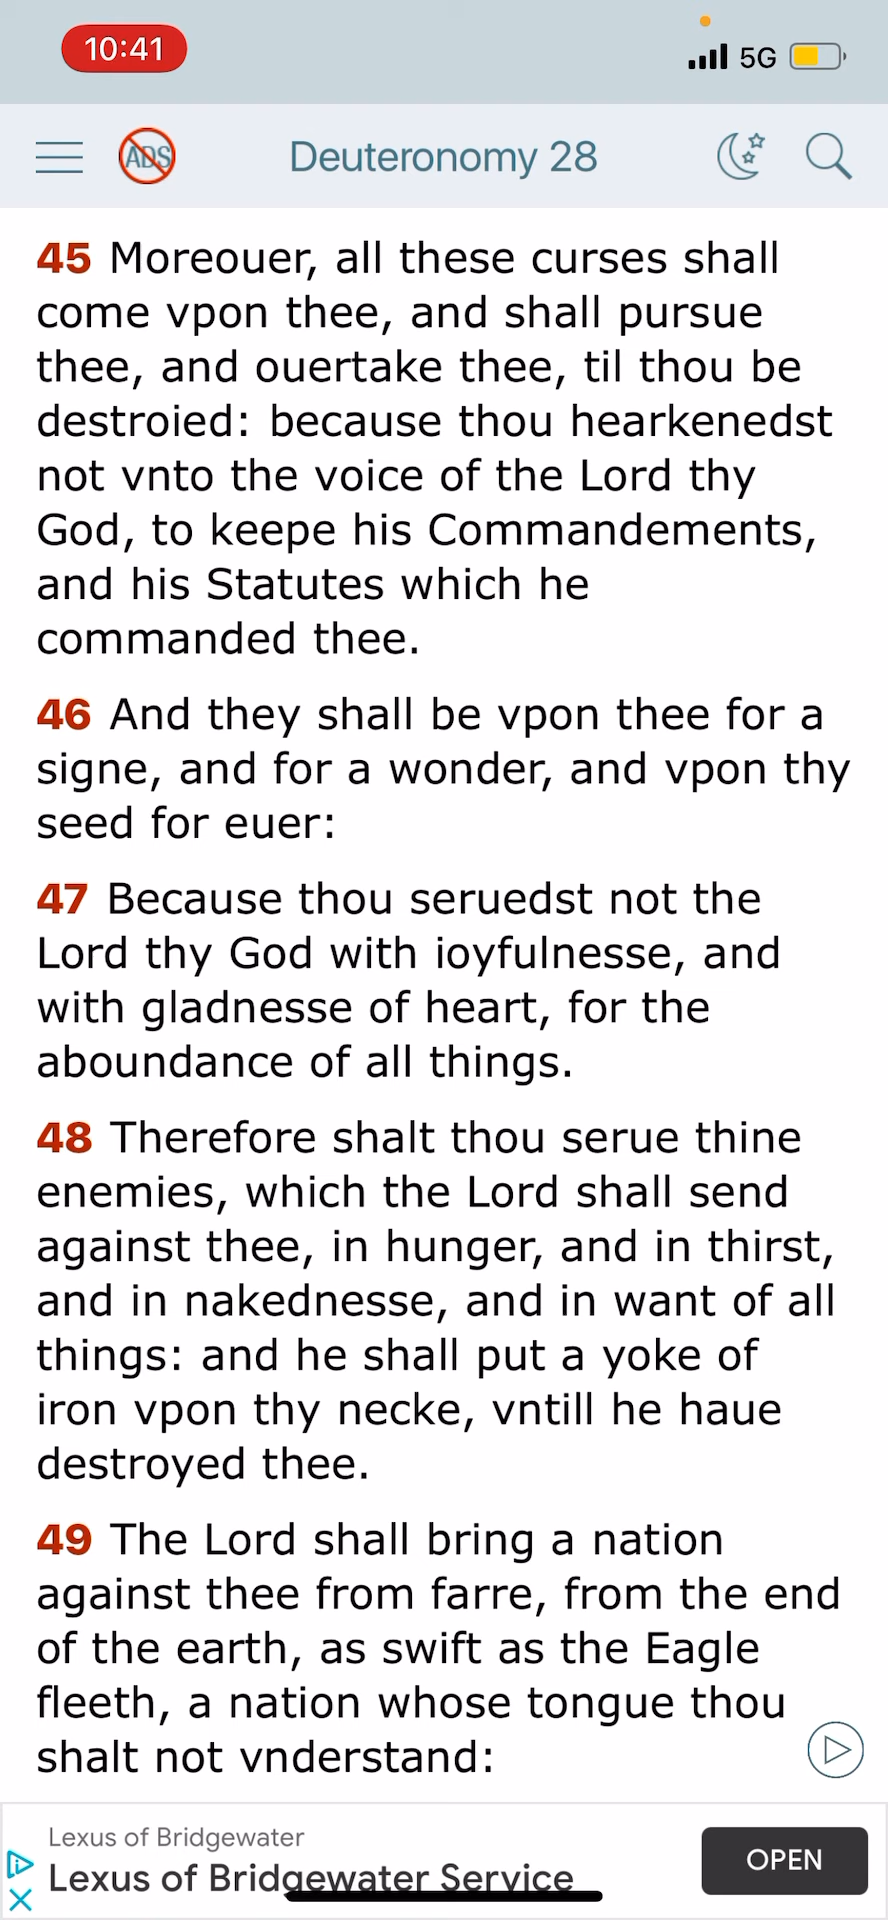 10:41
5G
ADS
Deuteronomy 28
45 Moreouer, all these curses shall
come vpon thee, and shall pursue
thee, and ouertake thee, til thou be
destroied: because thou hearkenedst
not vnto the voice of the Lord thy
God, to keepe his Commandements,
and his Statutes which he
commanded thee.
46 And they shall be vpon thee for a
signe, and for a wonder, and vpon thy
seed for euer:
47 Because thou seruedst not the
Lord thy God with ioyfulnesse, and
with gladnesse of heart, for the
aboundance of all things.
48 Therefore shalt thou serue thine
enemies, which the Lord shall send
against thee, in hunger, and in thirst,
and in nakednesse, and in want of all
things: and he shall put a yoke of
iron vpon thy necke, vntill he haue
destroyed thee.
49 The Lord shall bring a nation
against thee from farre, from the end
of the earth, as swift as the Eagle
fleeth, a nation whose tongue thou
shalt not vnderstand:
Lexus of Bridgewater
Lexus of Bridgewater Service
OPEN